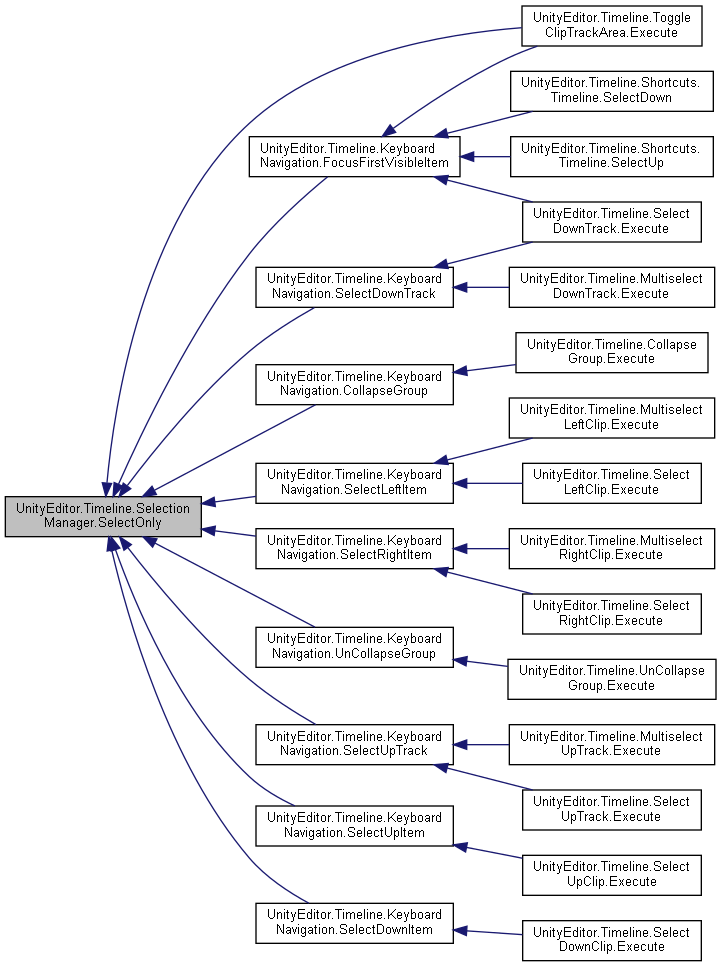 UnityEditor.Timeline.Toggle
ClipTrackArea.Execute
UnityEditor.Timeline.Shortcuts.
Timeline.SelectDown
UnityEditor.Timeline.Keyboard
Navigation.FocusFirstVisibleItem
UnityEditor.Timeline.Shortcuts.
Timeline.SelectUp
UnityEditor.Timeline.Select
DownTrack.Execute
UnityEditor.Timeline.Keyboard
Navigation.SelectDownTrack
UnityEditor.Timeline.Multiselect
DownTrack.Execute
UnityEditor.Timeline.Collapse
Group.Execute
UnityEditor.Timeline.Keyboard
Navigation.CollapseGroup
UnityEditor.Timeline.Multiselect
LeftClip.Execute
UnityEditor.Timeline.Keyboard
Navigation.SelectLeftItem
UnityEditor.Timeline.Select
LeftClip.Execute
UnityEditor.Timeline.Selection
Manager.SelectOnly
UnityEditor.Timeline.Keyboard
Navigation.SelectRightItem
UnityEditor.Timeline.Multiselect
RightClip.Execute
UnityEditor.Timeline.Select
RightClip.Execute
UnityEditor.Timeline.Keyboard
Navigation.UnCollapseGroup
UnityEditor.Timeline.UnCollapse
Group.Execute
UnityEditor.Timeline.Keyboard
Navigation.SelectUpTrack
UnityEditor.Timeline.Multiselect
UpTrack.Execute
UnityEditor.Timeline.Select
UpTrack.Execute
UnityEditor.Timeline.Keyboard
Navigation.SelectUpItem
UnityEditor.Timeline.Select
UpClip.Execute
UnityEditor.Timeline.Keyboard
Navigation.SelectDownItem
UnityEditor.Timeline.Select
DownClip.Execute